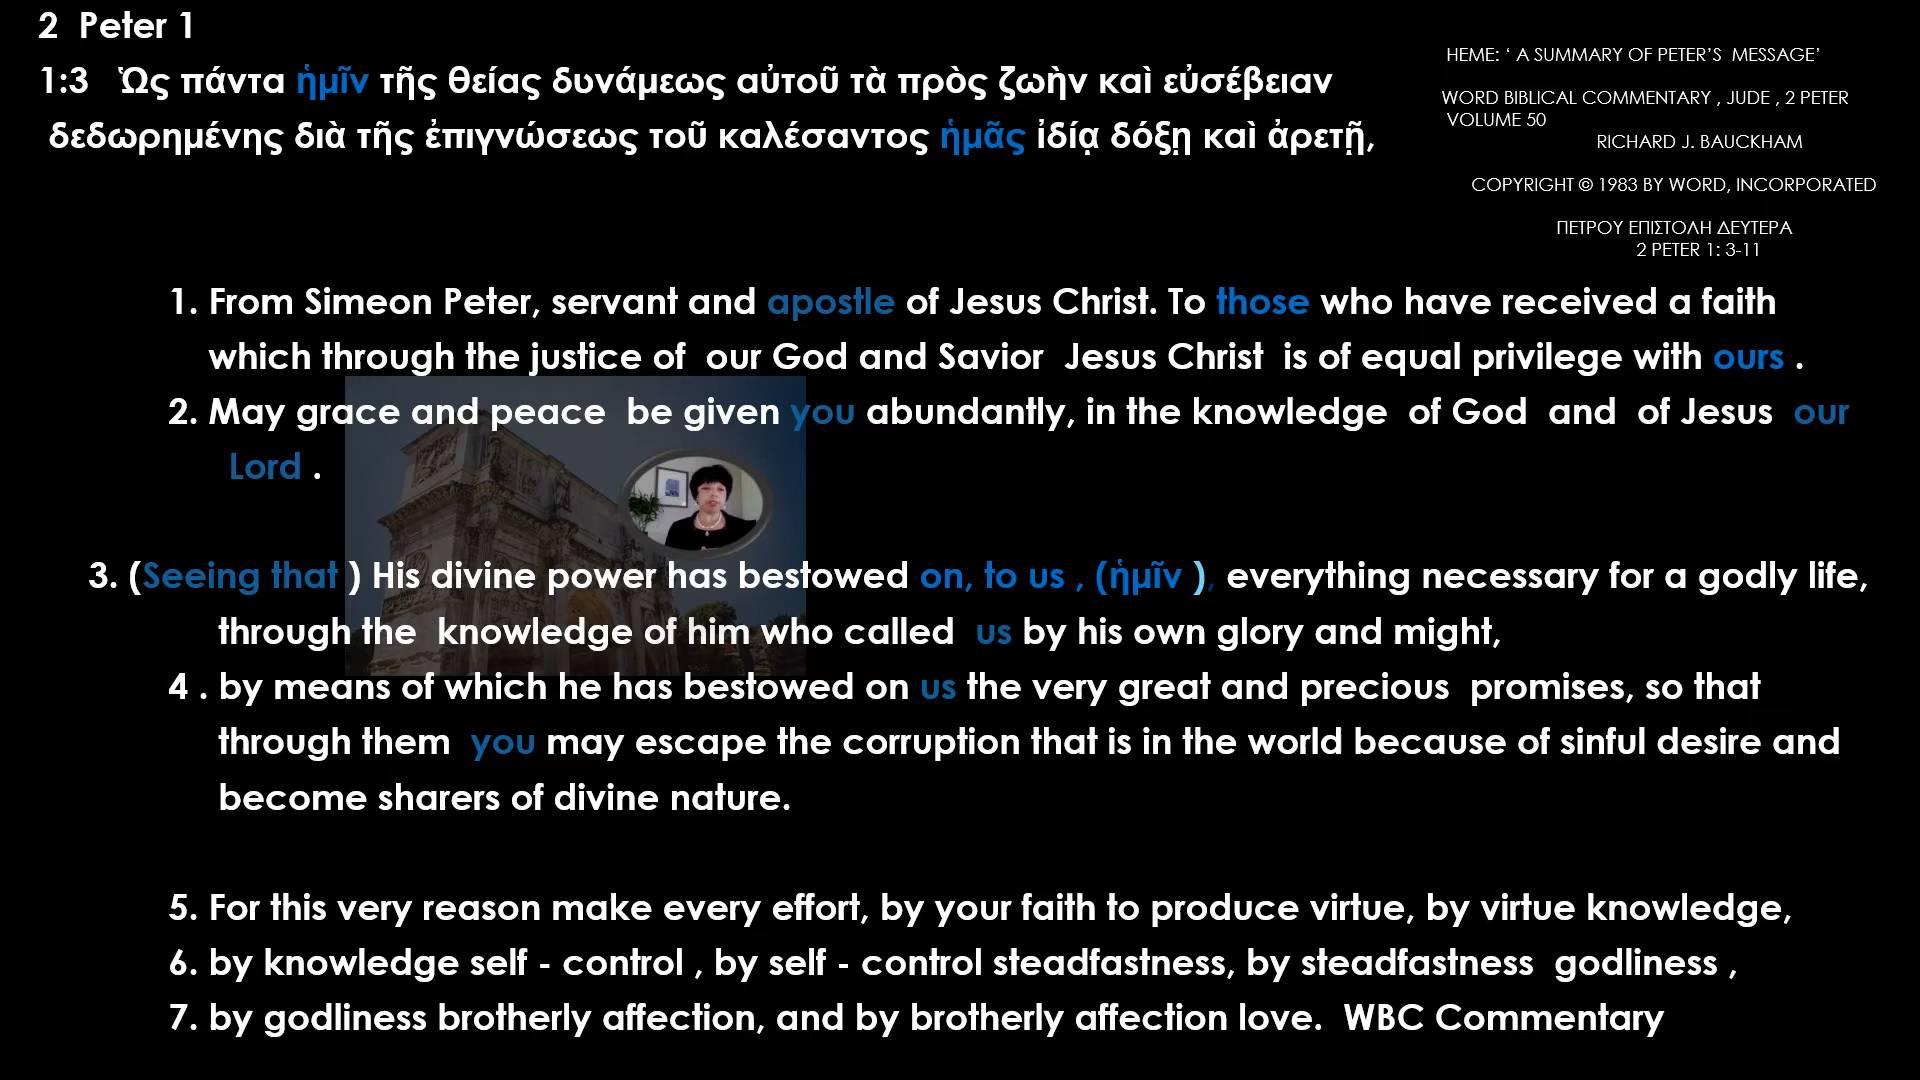 2 Peter 1
1:3 Ὡς πάντα ἡμῖν τῆς θείας δυνάμεως αὐτοῦ τὰ πρὸς ζωὴν καὶ εὐσέβειαν
δεδωρημένης διὰ τῆς ἐπιγνώσεως τοῦ καλέσαντος ἡμᾶς ἰδίᾳ δόξῃ καὶ ἀρετῇ,
HEME: ‘ A SUMMARY OF PETER’S MESSAGE’
WORD BIBLICAL COMMENTARY , JUDE , 2 PETER
VOLUME 50
RICHARD J. BAUCKHAM
COPYRIGHT © 1983 BY WORD, INCORPORATED
ΠΕΤΡΟΥ ΕΠΙΣΤΟΛΗ ΔΕΥΤΕΡΑ
2 PETER 1: 3-11
1. From Simeon Peter, servant and apostle of Jesus Christ. To those who have received a faith
which through the justice of our God and Savior Jesus Christ is of equal privilege with ours .
2. May grace and peace be given you abundantly, in the knowledge of God and of Jesus our
Lord .
3. (Seeing that ) His divine power has bestowed on, to us , (ἡμῖν ), everything necessary for a godly life,
through the knowledge of him who called us by his own glory and might,
4 . by means of which he has bestowed on us the very great and precious promises, so that
through them you may escape the corruption that is in the world because of sinful desire and
become sharers of divine nature.
5. For this very reason make every effort, by your faith to produce virtue, by virtue knowledge,
6. by knowledge self - control , by self - control steadfastness, by steadfastness godliness ,
7. by godliness brotherly affection, and by brotherly affection love. WBC Commentary